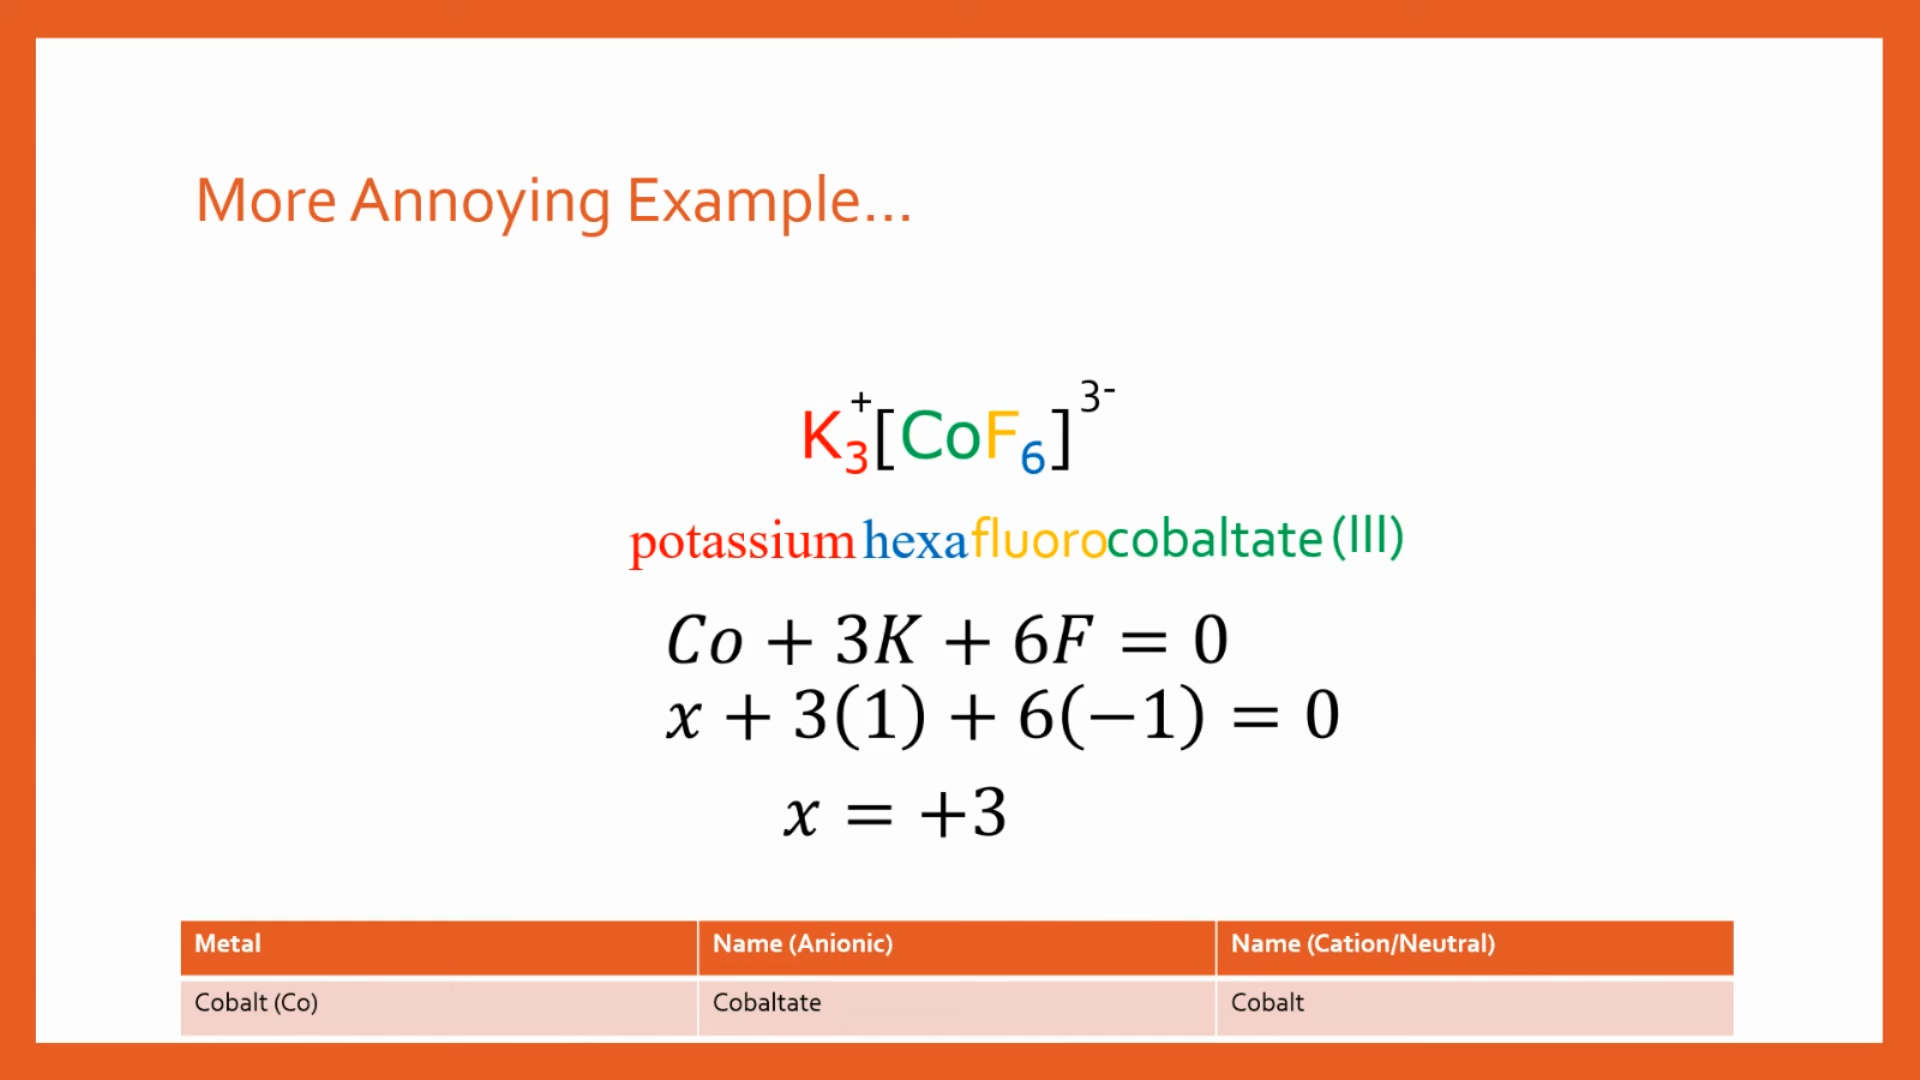 More Annoying Example...
K₃⁺[CoF₆]³⁻
potassium hexafluorocobaltate (III)
Co + 3K + 6F = 0
x + 3(1) + 6(−1) = 0
x = +3
Metal Name (Anionic) Name (Cation/Neutral)
Cobalt (Co) Cobaltate Cobalt